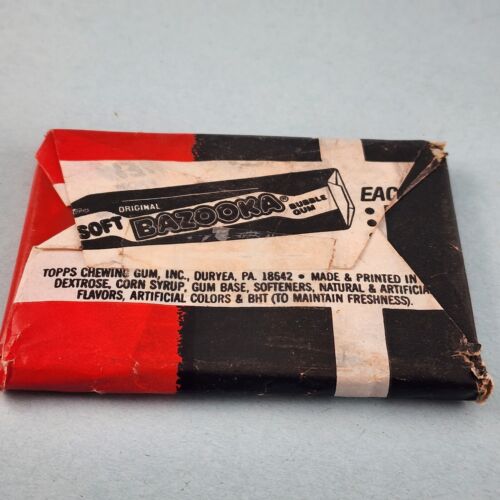 ORIGINAL
SOFT BAZOOKA® BUBBLE
GUM
EAC
TOPPS CHEWING GUM, INC., DURYEA, PA. 18642 • MADE & PRINTED IN
DEXTROSE, CORN SYRUP, GUM BASE, SOFTENERS, NATURAL & ARTIFICIA
FLAVORS, ARTIFICIAL COLORS & BHT (TO MAINTAIN FRESHNESS).